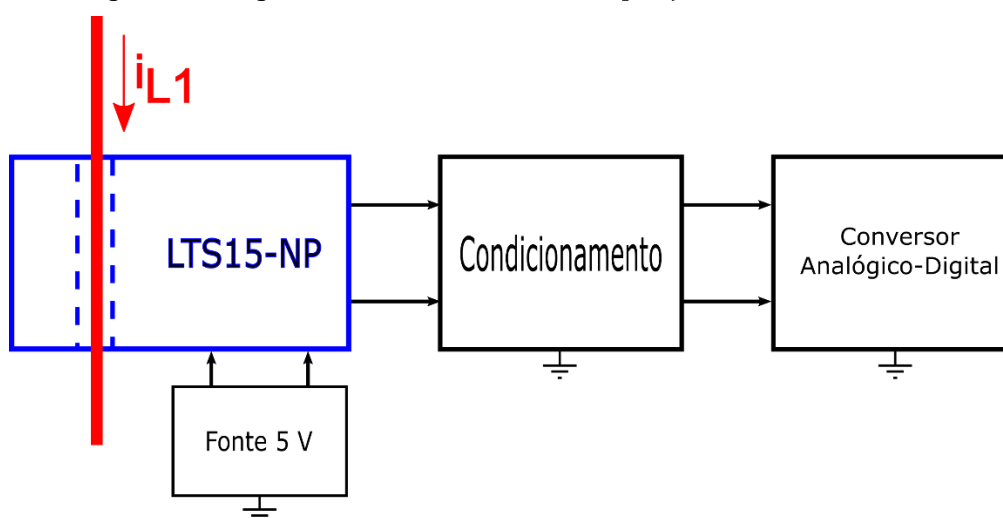 iL1
LTS15-NP
Condicionamento
Conversor
Analógico-Digital
Fonte 5 V